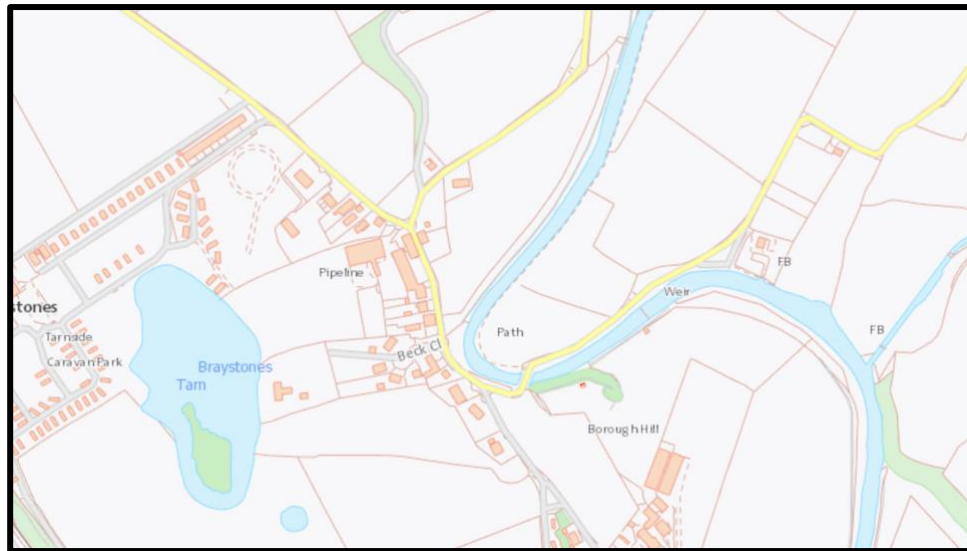 Pipeline
stones
Tarnside
Caravan Park
Braystones
Tarn
Beck Cl
Path
Weir
FB
FB
Borough Hill